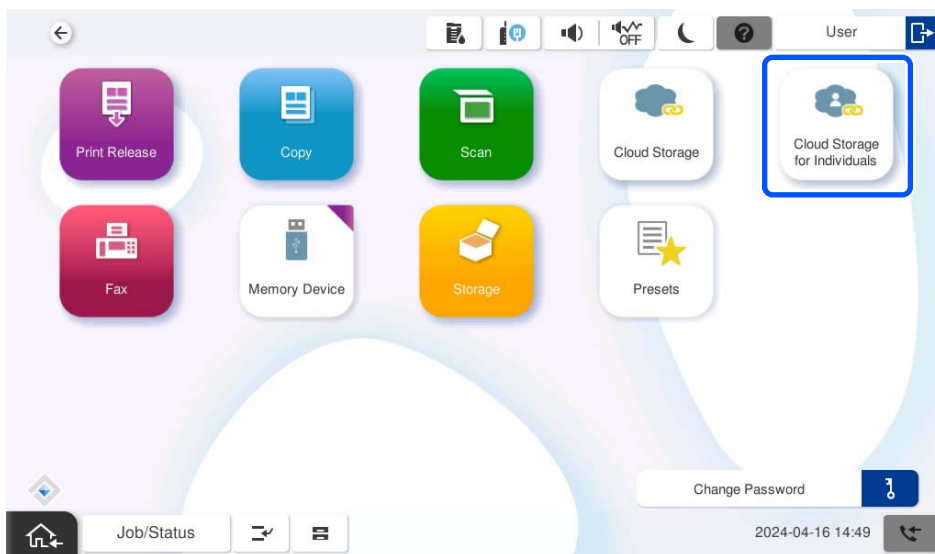 OFF
User
Print Release
Copy
Scan
Cloud Storage
Cloud Storage
for Individuals
Fax
Memory Device
Storage
Presets
Change Password
Job/Status
2024-04-16 14:49